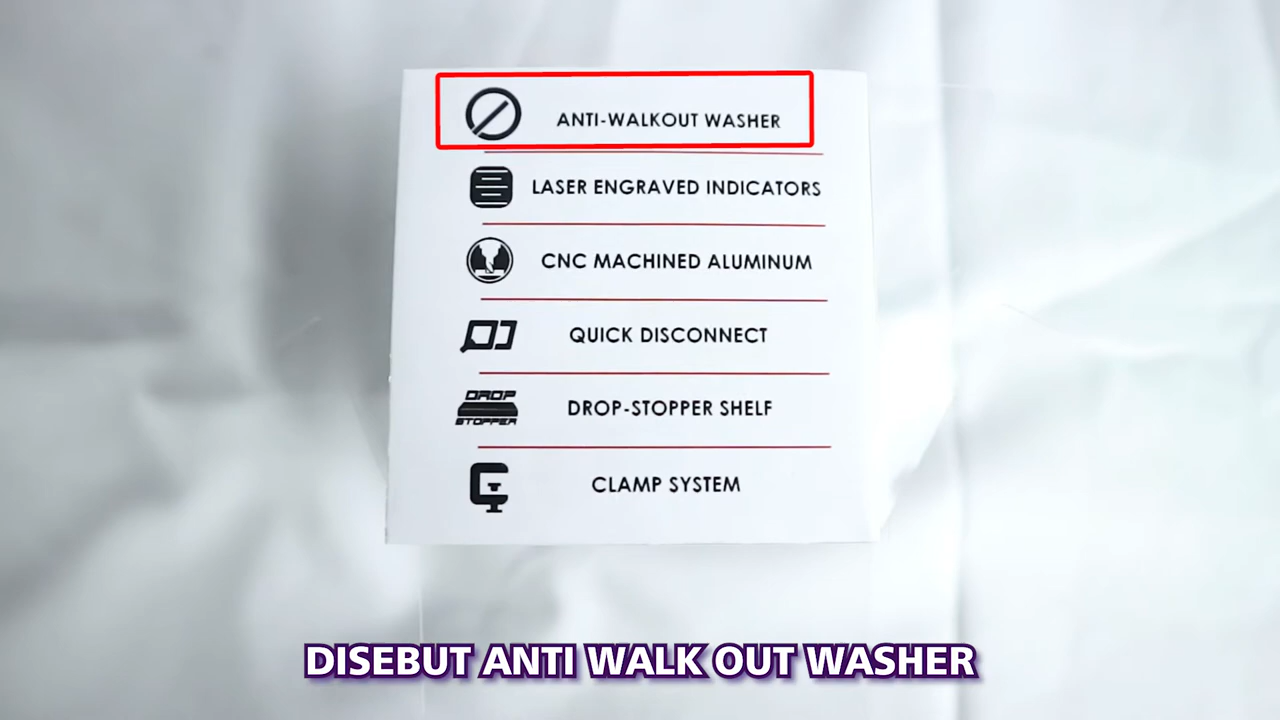 ANTI-WALKOUT WASHER
LASER ENGRAVED INDICATORS
CNC MACHINED ALUMINUM
QUICK DISCONNECT
DROP
STOPPER
DROP-STOPPER SHELF
CLAMP SYSTEM
DISEBUT ANTI WALK OUT WASHER